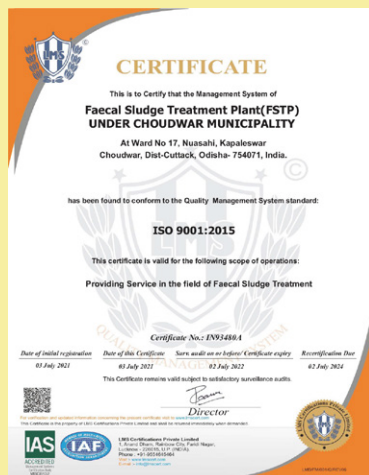 LMS
CERTIFICATE
This is to Certify that the Management System of
Faecal Sludge Treatment Plant(FSTP)
UNDER CHOUDWAR MUNICIPALITY
At Ward No 17, Nuasahi, Kapaleswar
Choudwar, Dist-Cuttack, Odisha- 754071, India.
has been found to conform to the Quality Management System standard:
ISO 9001:2015
This certificate is valid for the following scope of operations:
Providing Service in the field of Faecal Sludge Treatment
QUALITY MANAGEMENT SYSTEM
Certificate No.: IN93480A
Date of initial registration Date of this Certificate Surv audit on or before/ Certificate expiry Recertification Due
03 July 2021 03 July 2021 02 July 2022 02 July 2024
This Certificate remains valid subject to satisfactory surveillance audits.
Director
IAS
ACCREDITED
IAF
LMS Certifications Private Limited